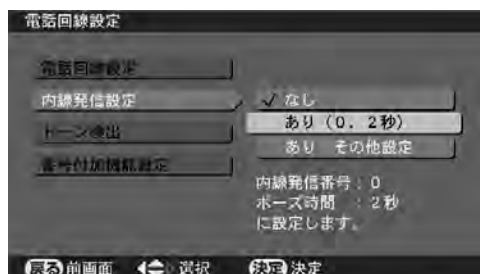 電話回線設定
電話回線設定
内線発信設定
✓ なし
あり（0．2秒）
トーン検出
あり その他設定
番号付加機能設定
内線発信番号：0
ポーズ時間 ：2秒
に設定します。
戻る 前画面 選択 決定 決定